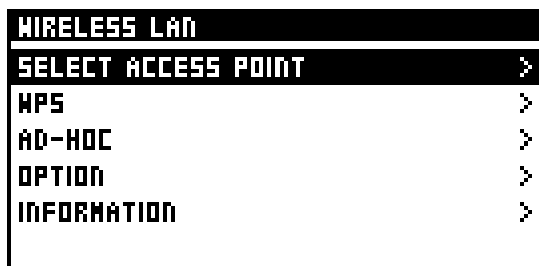 WIRELESS LAN
SELECT ACCESS POINT >
WPS >
AD-HOC >
OPTION >
INFORMATION >